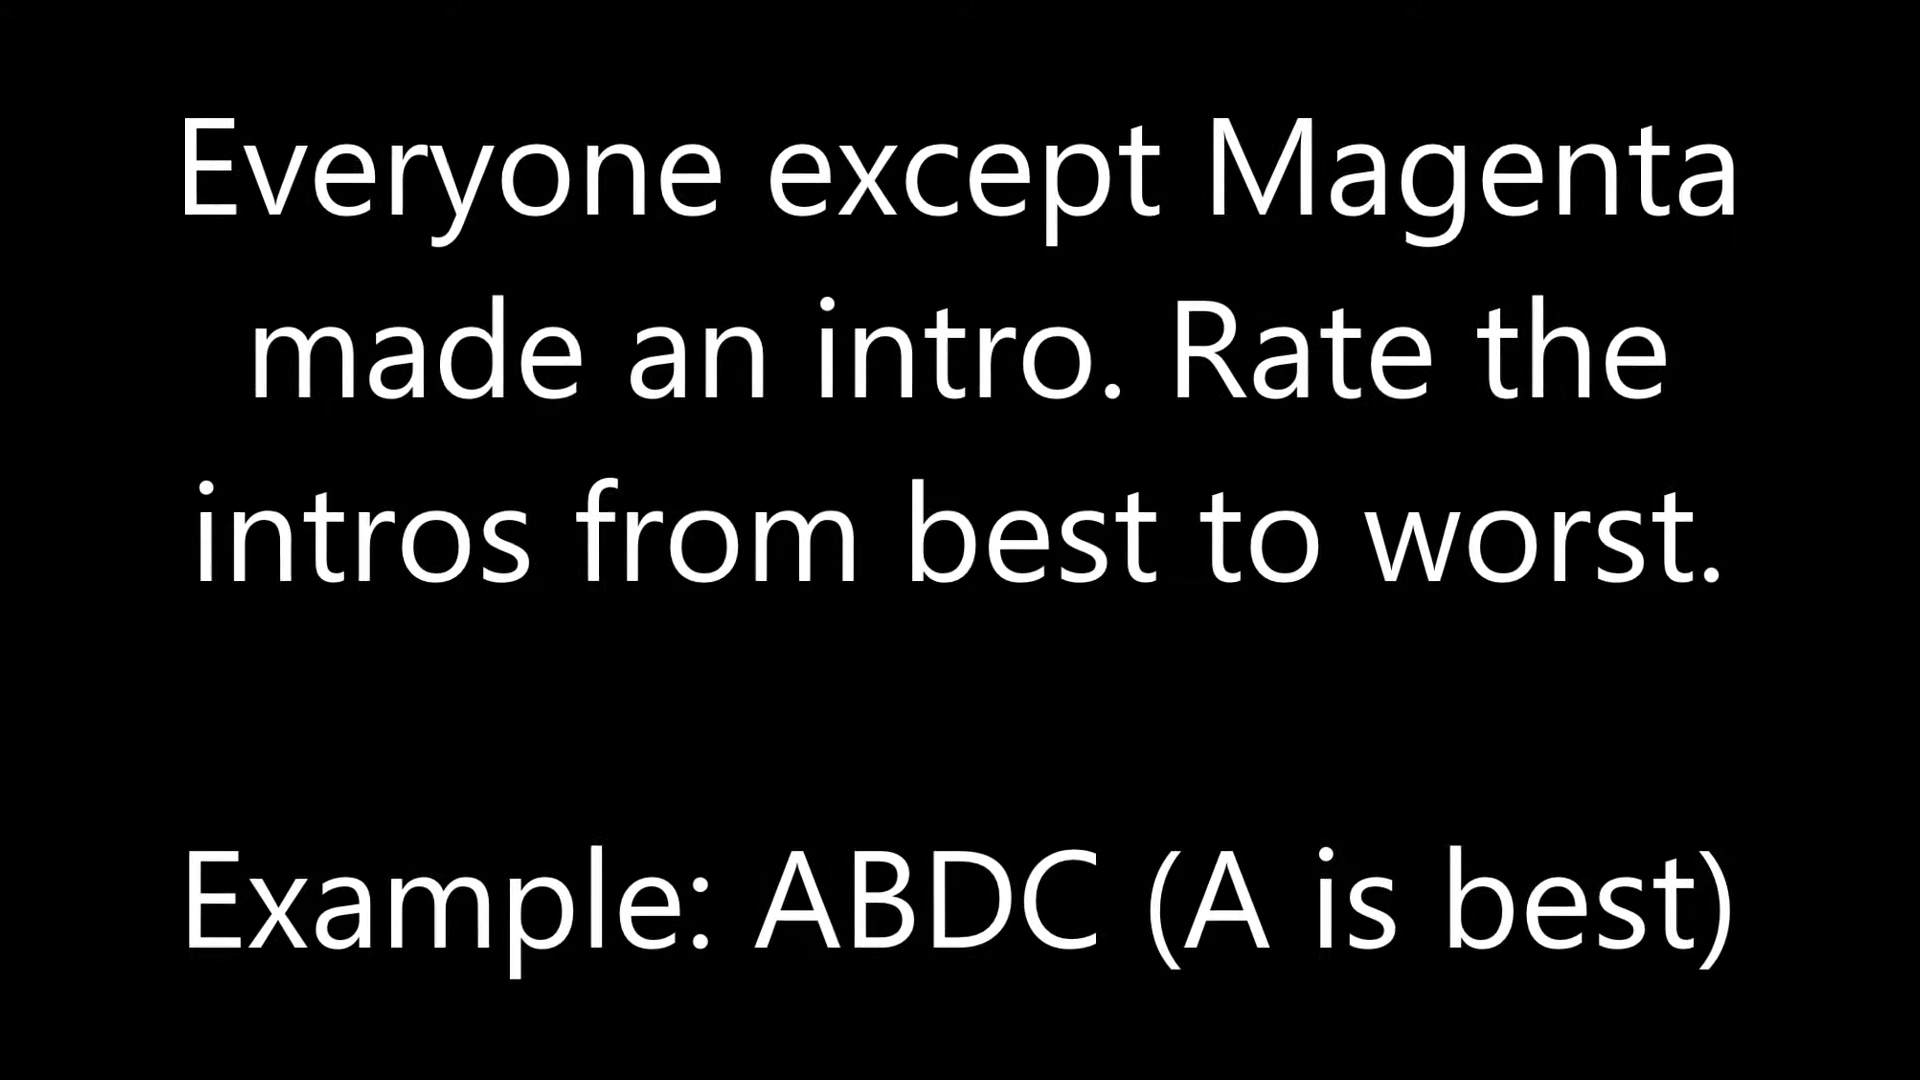 Everyone except Magenta
made an intro. Rate the
intros from best to worst.
Example: ABDC (A is best)